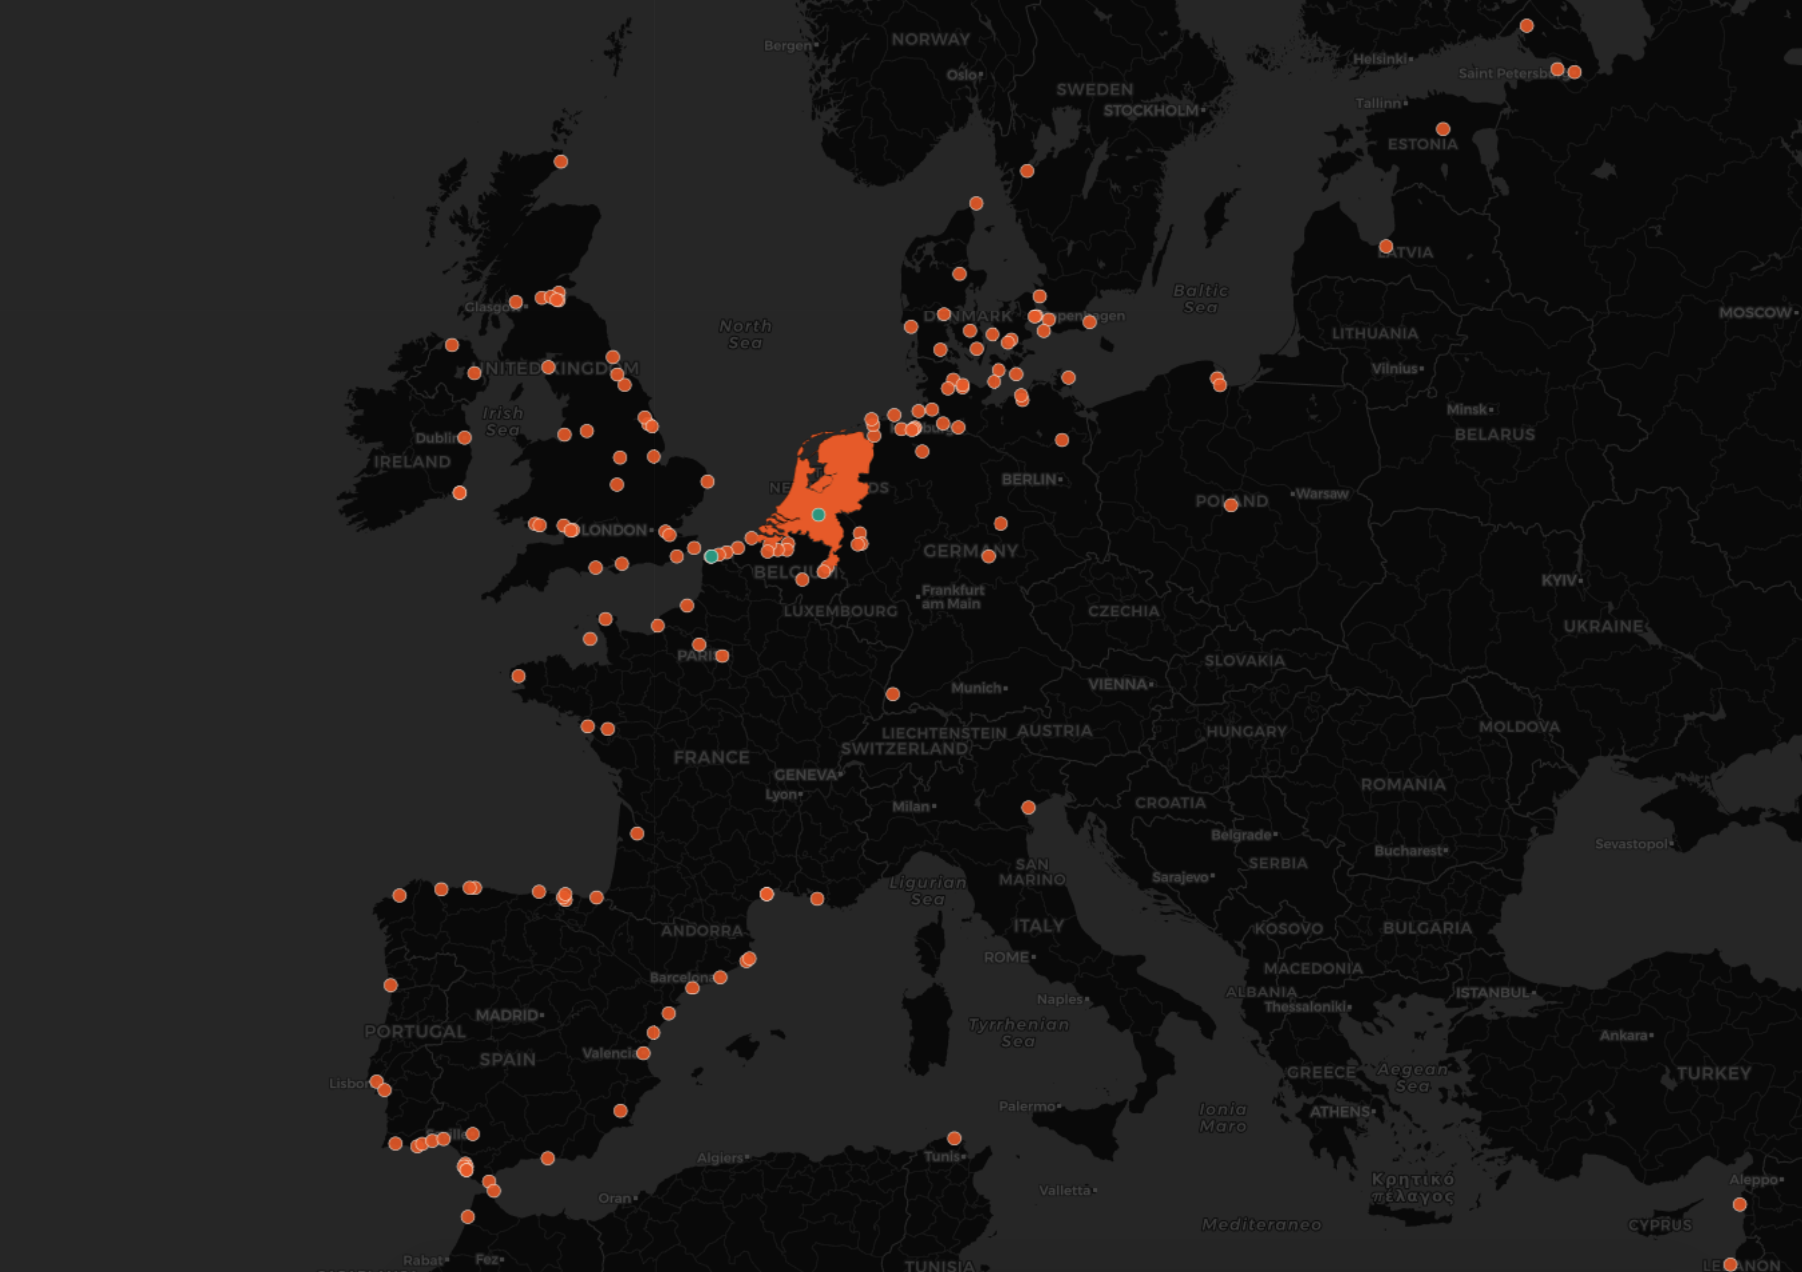 Bergen
NORWAY
Oslo
SWEDEN
STOCKHOLM
Helsinki
Saint Petersb
Tallinn
ESTONIA
LATVIA
Baltic
Sea
LITHUANIA
Vilnius
MOSCOW
Minsk
BELARUS
Glasgow
UNITED KINGDOM
North
Sea
DENMARK
openhagen
Irish
Sea
Dublin
IRELAND
LONDON
NE DS
BERLIN
POLAND
Warsaw
GERMANY
BELGIUM
LUXEMBOURG
Frankfurt
am Main
CZECHIA
KYIV
UKRAINE
PARIS
SLOVAKIA
Munich
VIENNA
LIECHTENSTEIN
AUSTRIA
SWITZERLAND
HUNGARY
MOLDOVA
FRANCE
GENEVA
Lyon
Milan
CROATIA
ROMANIA
Belgrade
Bucharest
Sevastopol
SAN
MARINO
SERBIA
Sarajevo
Ligurian
Sea
ANDORRA
ITALY
KOSOVO
BULGARIA
ROME
MACEDONIA
Barcelona
ALBANIA
ISTANBUL
Naples
Thessaloniki
MADRID
PORTUGAL
Tyrrhenian
Sea
Ankara
SPAIN
Valencia
GREECE
Aegean
Sea
TURKEY
Lisbon
Palermo
Ionia
Maro
ATHENS
Algiers
Tunis
Κρητικό
πέλαγος
Aleppo
Oran
Valletta
Mediteraneo
CYPRUS
Rabat
Fez
TUNISIA
LEBANON